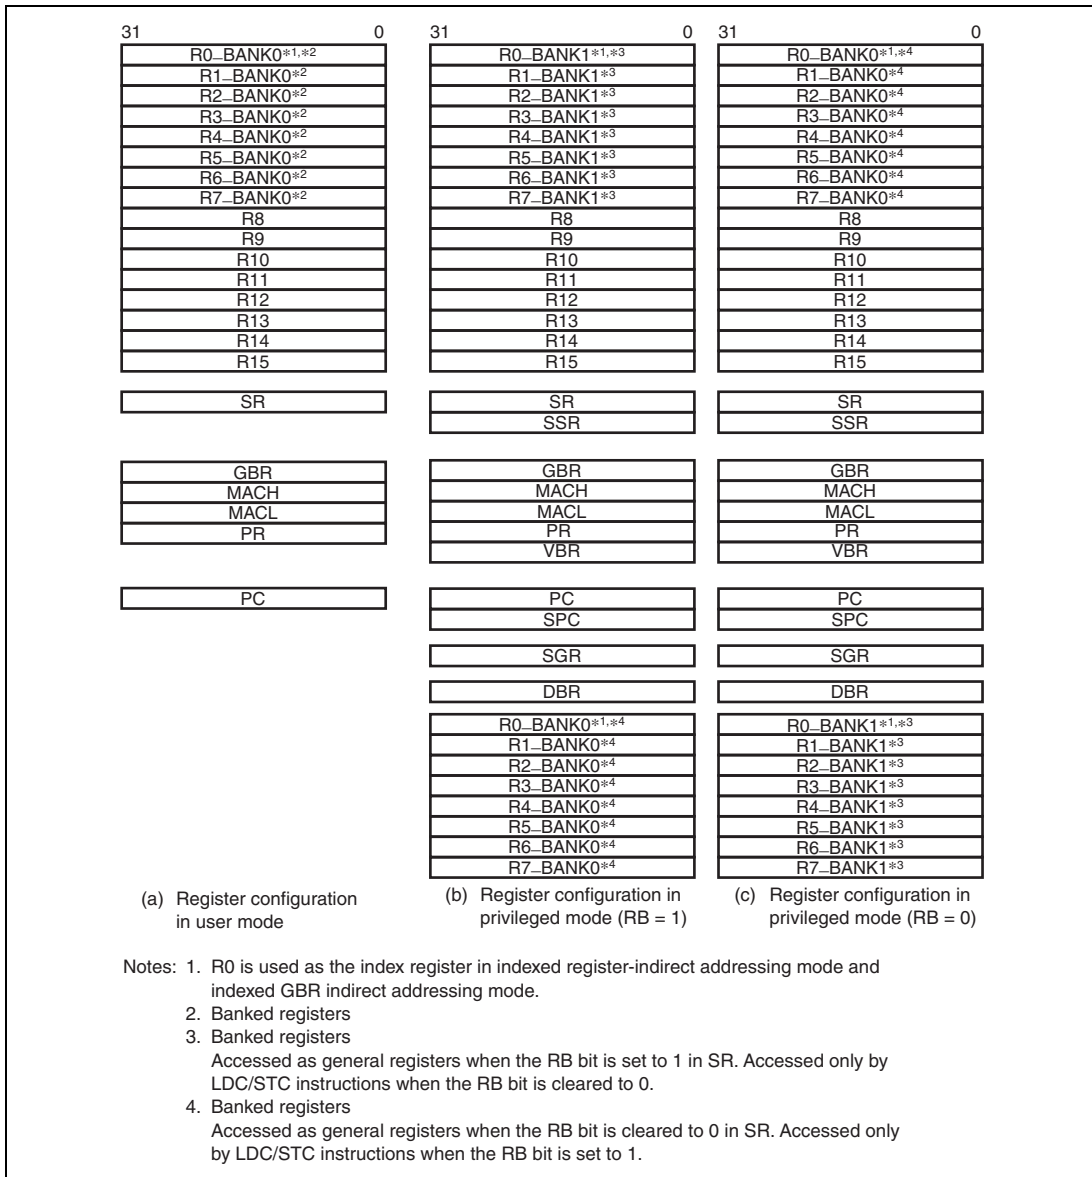 31 0 31 0 31 0
R0_BANK0*1,*2 R0_BANK1*1,*3 R0_BANK0*1,*4
R1_BANK0*2 R1_BANK1*3 R1_BANK0*4
R2_BANK0*2 R2_BANK1*3 R2_BANK0*4
R3_BANK0*2 R3_BANK1*3 R3_BANK0*4
R4_BANK0*2 R4_BANK1*3 R4_BANK0*4
R5_BANK0*2 R5_BANK1*3 R5_BANK0*4
R6_BANK0*2 R6_BANK1*3 R6_BANK0*4
R7_BANK0*2 R7_BANK1*3 R7_BANK0*4
R8 R8 R8
R9 R9 R9
R10 R10 R10
R11 R11 R11
R12 R12 R12
R13 R13 R13
R14 R14 R14
R15 R15 R15
SR SR SR
SSR SSR
GBR GBR GBR
MACH MACH MACH
MACL MACL MACL
PR PR PR
VBR VBR
PC PC PC
SPC SPC
SGR SGR
DBR DBR
R0_BANK0*1,*4 R0_BANK1*1,*3
R1_BANK0*4 R1_BANK1*3
R2_BANK0*4 R2_BANK1*3
R3_BANK0*4 R3_BANK1*3
R4_BANK0*4 R4_BANK1*3
R5_BANK0*4 R5_BANK1*3
R6_BANK0*4 R6_BANK1*3
R7_BANK0*4 R7_BANK1*3
(a) Register configuration
in user mode
(b) Register configuration in
privileged mode (RB = 1)
(c) Register configuration in
privileged mode (RB = 0)
Notes: 1. R0 is used as the index register in indexed register-indirect addressing mode and
indexed GBR indirect addressing mode.
2. Banked registers
3. Banked registers
Accessed as general registers when the RB bit is set to 1 in SR. Accessed only by
LDC/STC instructions when the RB bit is cleared to 0.
4. Banked registers
Accessed as general registers when the RB bit is cleared to 0 in SR. Accessed only
by LDC/STC instructions when the RB bit is set to 1.